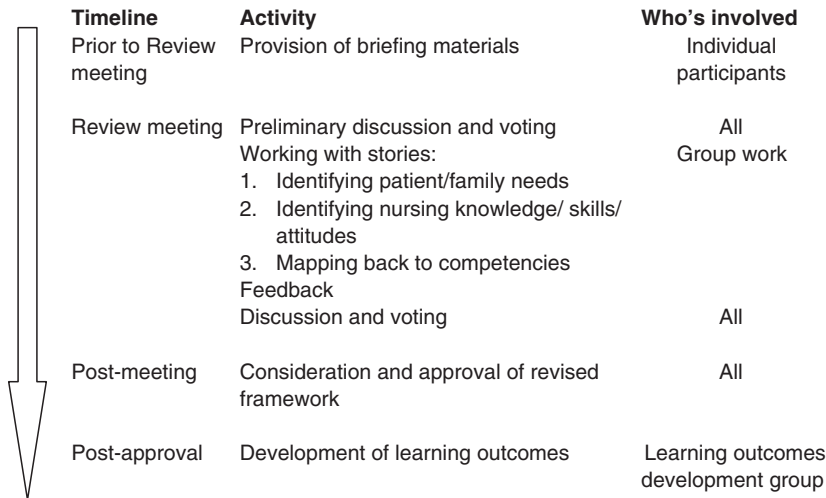 Timeline Activity Who's involved
Prior to Review Provision of briefing materials Individual
meeting participants
Review meeting Preliminary discussion and voting All
Working with stories: Group work
1. Identifying patient/family needs
2. Identifying nursing knowledge/ skills/
attitudes
3. Mapping back to competencies
Feedback
Discussion and voting All
Post-meeting Consideration and approval of revised All
framework
Post-approval Development of learning outcomes Learning outcomes
development group